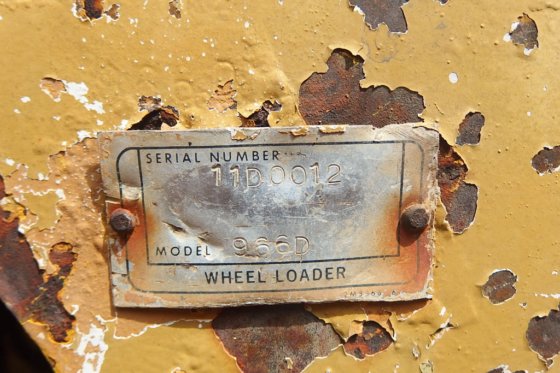 SERIAL NUMBER
11D0012
MODEL 966D
WHEEL LOADER